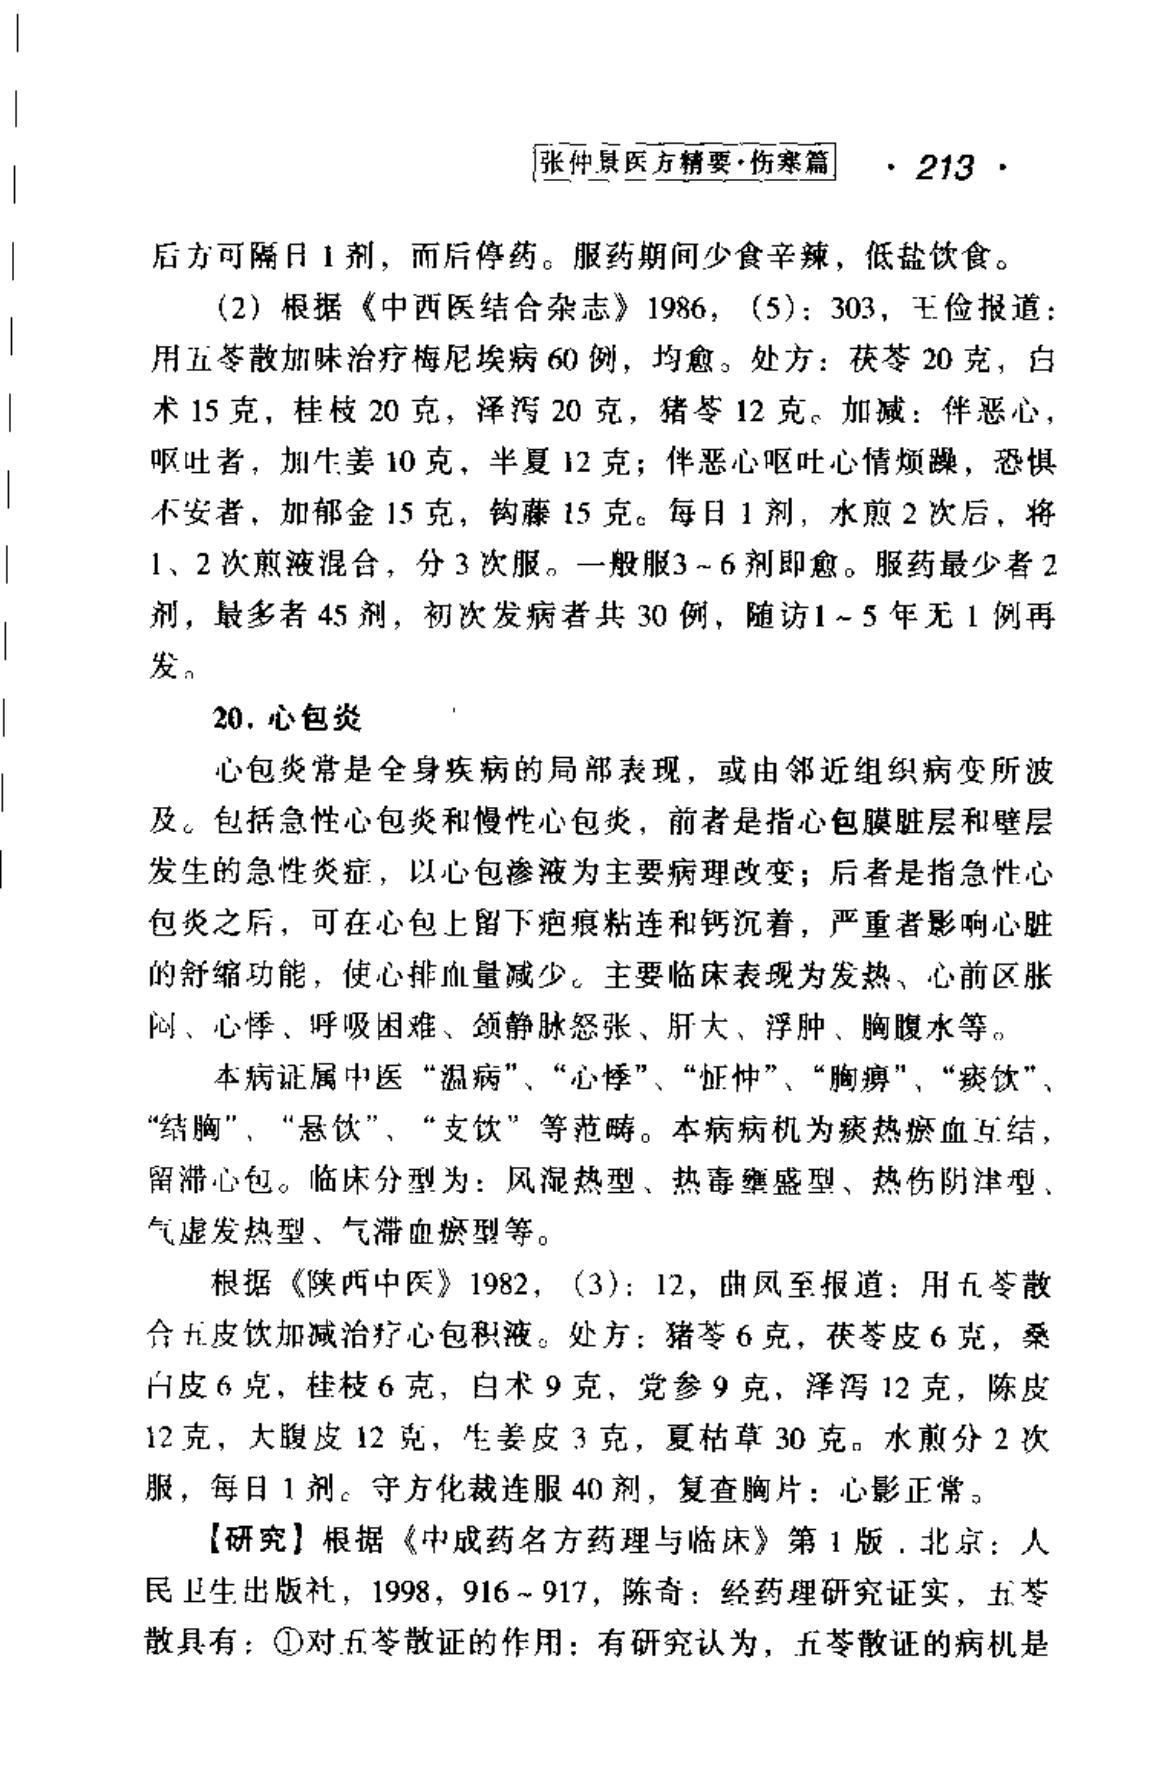 张仲景医方精要·伤寒篇 · 213 ·
后方可隔日 1 剂，而后停药。服药期间少食辛辣，低盐饮食。
（2）根据《中西医结合杂志》1986，（5）：303，王俭报道：
用五苓散加味治疗梅尼埃病 60 例，均愈。处方：茯苓 20 克，白
术 15 克，桂枝 20 克，泽泻 20 克，猪苓 12 克。加减：伴恶心，
呕吐者，加生姜 10 克，半夏 12 克；伴恶心呕吐心情烦躁，恐惧
不安者，加郁金 15 克，钩藤 15 克。每日 1 剂，水煎 2 次后，将
1、2 次煎液混合，分 3 次服。一般服3～6 剂即愈。服药最少者 2
剂，最多者 45 剂，初次发病者共 30 例，随访1～5 年无 1 例再
发。
20. 心包炎
心包炎常是全身疾病的局部表现，或由邻近组织病变所波
及。包括急性心包炎和慢性心包炎，前者是指心包膜脏层和壁层
发生的急性炎症，以心包渗液为主要病理改变；后者是指急性心
包炎之后，可在心包上留下疤痕粘连和钙沉着，严重者影响心脏
的舒缩功能，使心排血量减少。主要临床表现为发热、心前区胀
闷、心悸、呼吸困难、颈静脉怒张、肝大、浮肿、胸腹水等。
本病证属中医“温病”、“心悸”、“怔忡”、“胸痹”、“痰饮”、
“结胸”、“悬饮”、“支饮”等范畴。本病病机为痰热瘀血互结，
留滞心包。临床分型为：风湿热型、热毒壅盛型、热伤阴津型、
气虚发热型、气滞血瘀型等。
根据《陕西中医》1982，（3）：12，曲凤至报道：用五苓散
合五皮饮加减治疗心包积液。处方：猪苓 6 克，茯苓皮 6 克，桑
白皮 6 克，桂枝 6 克，白术 9 克，党参 9 克，泽泻 12 克，陈皮
12 克，大腹皮 12 克，生姜皮 3 克，夏枯草 30 克。水煎分 2 次
服，每日 1 剂。守方化裁连服 40 剂，复查胸片：心影正常。
【研究】根据《中成药名方药理与临床》第 1 版．北京：人
民卫生出版社，1998，916～917，陈奇：经药理研究证实，五苓
散具有：①对五苓散证的作用：有研究认为，五苓散证的病机是